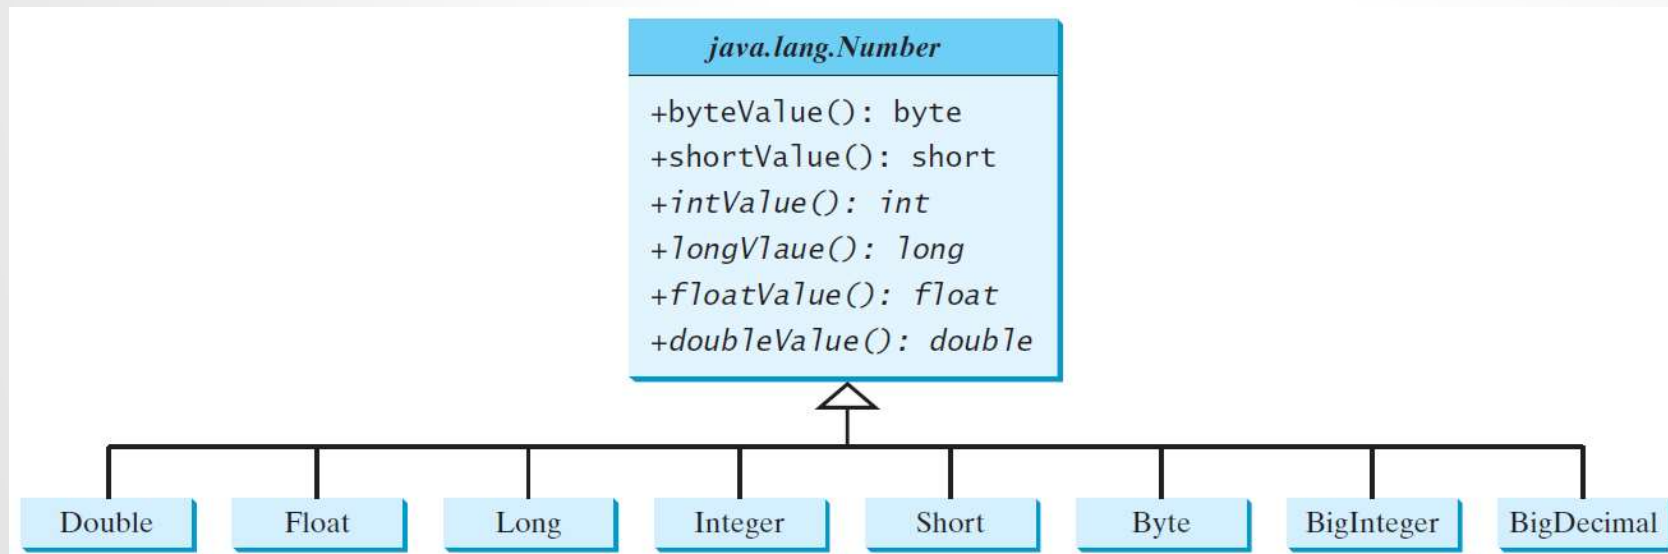 java.lang.Number
+byteValue(): byte
+shortValue(): short
+intValue(): int
+longVlaue(): long
+floatValue(): float
+doubleValue(): double
Double Float Long Integer Short Byte BigInteger BigDecimal